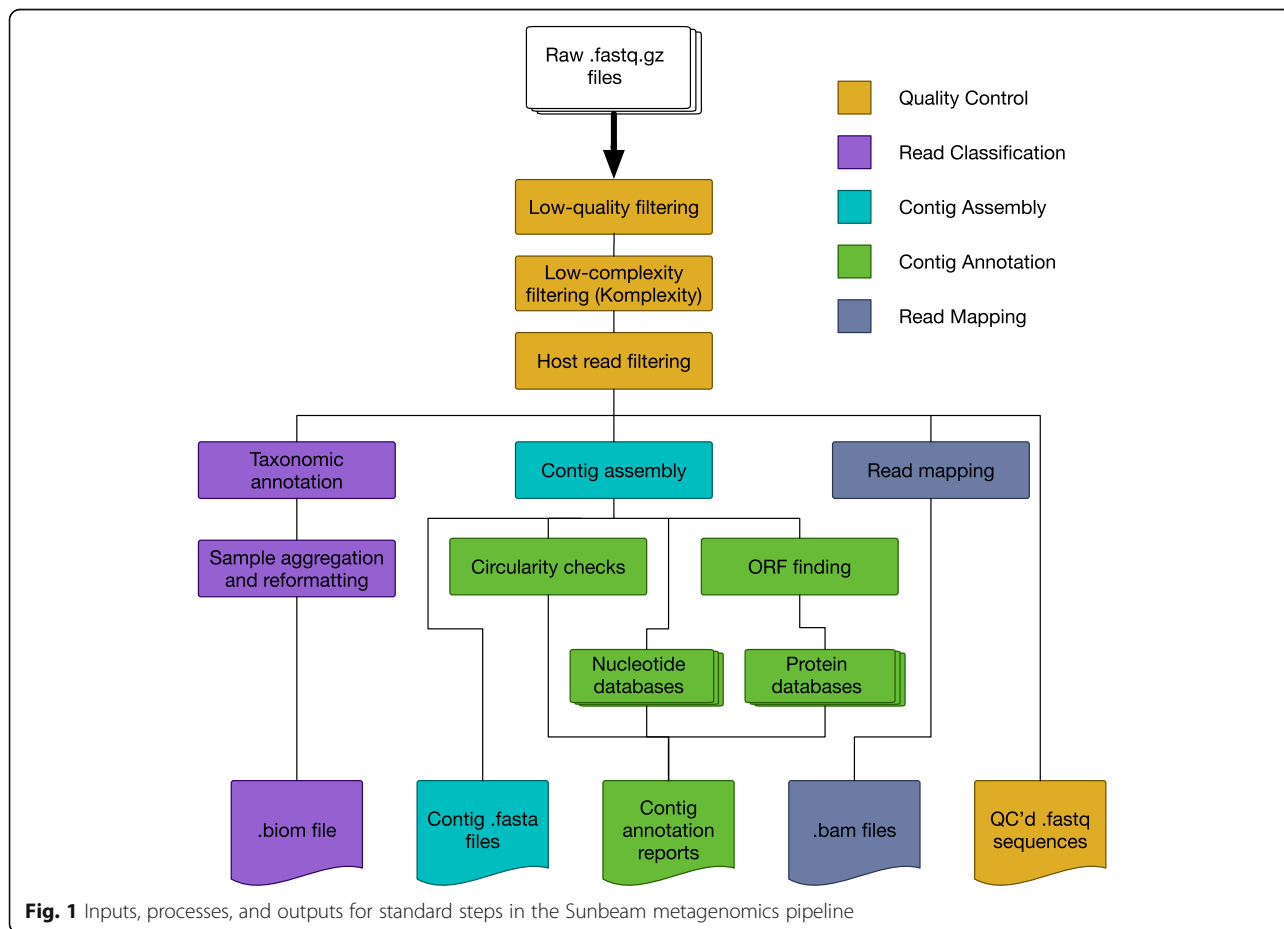 Raw .fastq.gz
files
Quality Control
Read Classification
Contig Assembly
Contig Annotation
Read Mapping
Low-quality filtering
Low-complexity
filtering (Komplexity)
Host read filtering
Taxonomic
annotation
Contig assembly
Read mapping
Sample aggregation
and reformatting
Circularity checks
ORF finding
Nucleotide
databases
Protein
databases
.biom file
Contig .fasta
files
Contig
annotation
reports
.bam files
QC'd .fastq
sequences
Fig. 1 Inputs, processes, and outputs for standard steps in the Sunbeam metagenomics pipeline